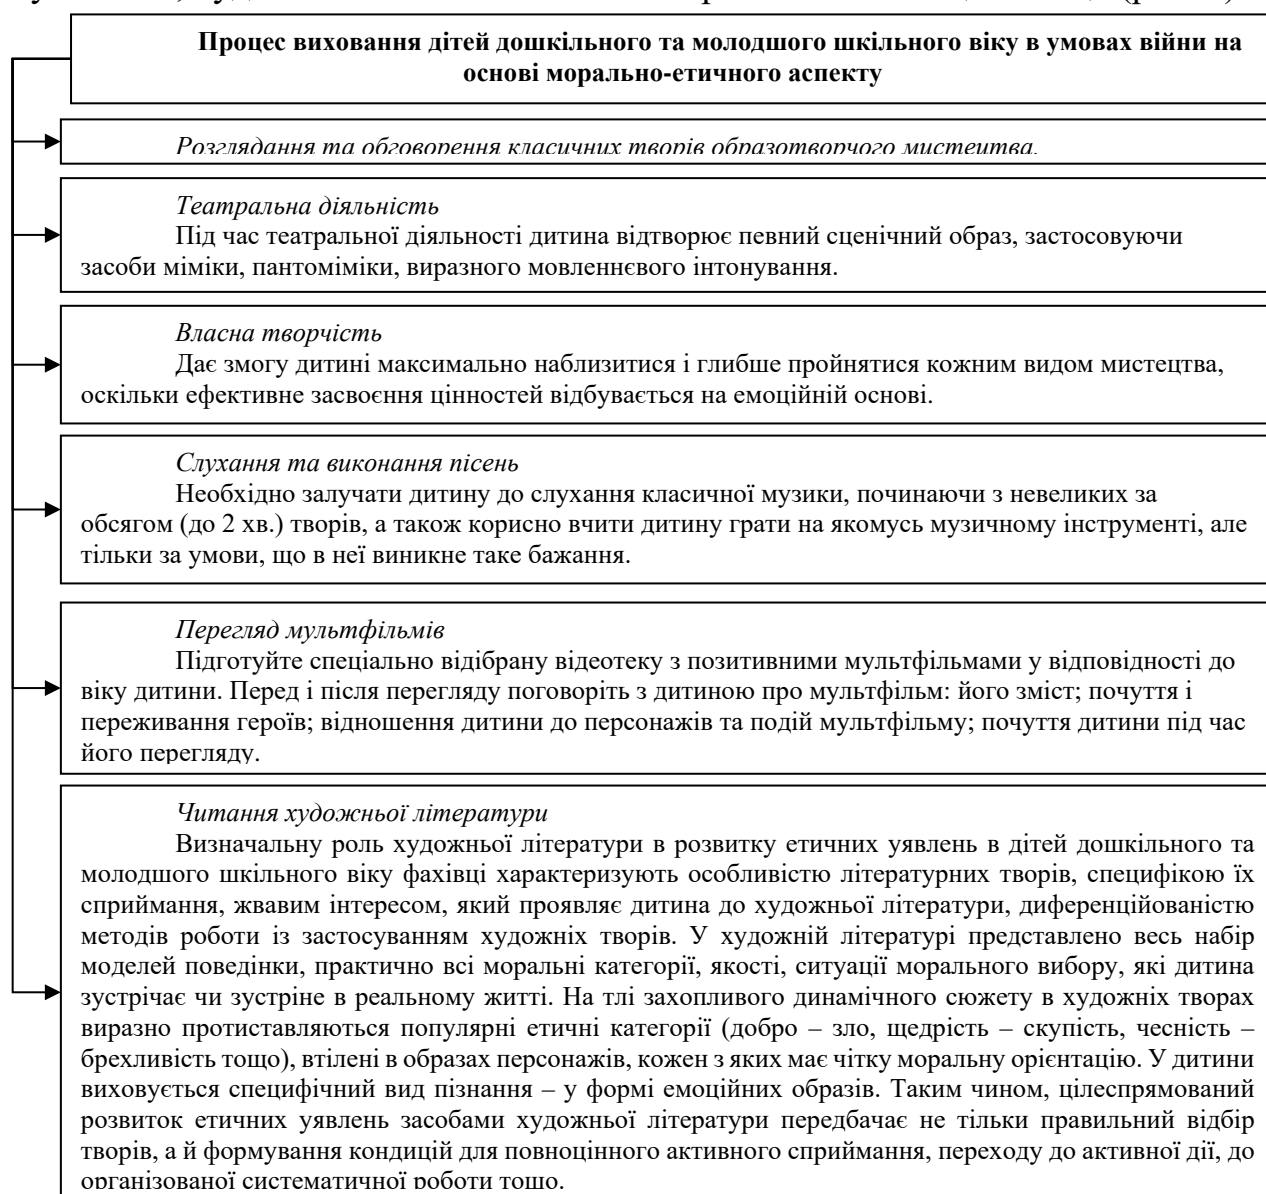 Процес виховання дітей дошкільного та молодшого шкільного віку в умовах війни на
основі морально-етичного аспекту
Розглядання та обговорення класичних творів образотворчого мистецтва.
Театральна діяльність
Під час театральної діяльності дитина відтворює певний сценічний образ, застосовуючи
засоби міміки, пантоміміки, виразного мовленнєвого інтонування.
Власна творчість
Дає змогу дитині максимально наблизитися і глибше пройнятися кожним видом мистецтва,
оскільки ефективне засвоєння цінностей відбувається на емоційній основі.
Слухання та виконання пісень
Необхідно залучати дитину до слухання класичної музики, починаючи з невеликих за
обсягом (до 2 хв.) творів, а також корисно вчити дитину грати на якомусь музичному інструменті, але
тільки за умови, що в неї виникне таке бажання.
Перегляд мультфільмів
Підготуйте спеціально відібрану відеотеку з позитивними мультфільмами у відповідності до
віку дитини. Перед і після перегляду поговоріть з дитиною про мультфільм: його зміст; почуття і
переживання героїв; відношення дитини до персонажів та подій мультфільму; почуття дитини під час
його перегляду.
Читання художньої літератури
Визначальну роль художньої літератури в розвитку етичних уявлень в дітей дошкільного та
молодшого шкільного віку фахівці характеризують особливістю літературних творів, специфікою їх
сприймання, жвавим інтересом, який проявляє дитина до художньої літератури, диференційованістю
методів роботи із застосуванням художніх творів. У художній літературі представлено весь набір
моделей поведінки, практично всі моральні категорії, якості, ситуації морального вибору, які дитина
зустрічає чи зустріне в реальному житті. На тлі захопливого динамічного сюжету в художніх творах
виразно протиставляються популярні етичні категорії (добро – зло, щедрість – скупість, чесність –
брехливість тощо), втілені в образах персонажів, кожен з яких має чітку моральну орієнтацію. У дитини
виховується специфічний вид пізнання – у формі емоційних образів. Таким чином, цілеспрямований
розвиток етичних уявлень засобами художньої літератури передбачає не тільки правильний відбір
творів, а й формування кондицій для повноцінного активного сприймання, переходу до активної дії, до
організованої систематичної роботи тощо.